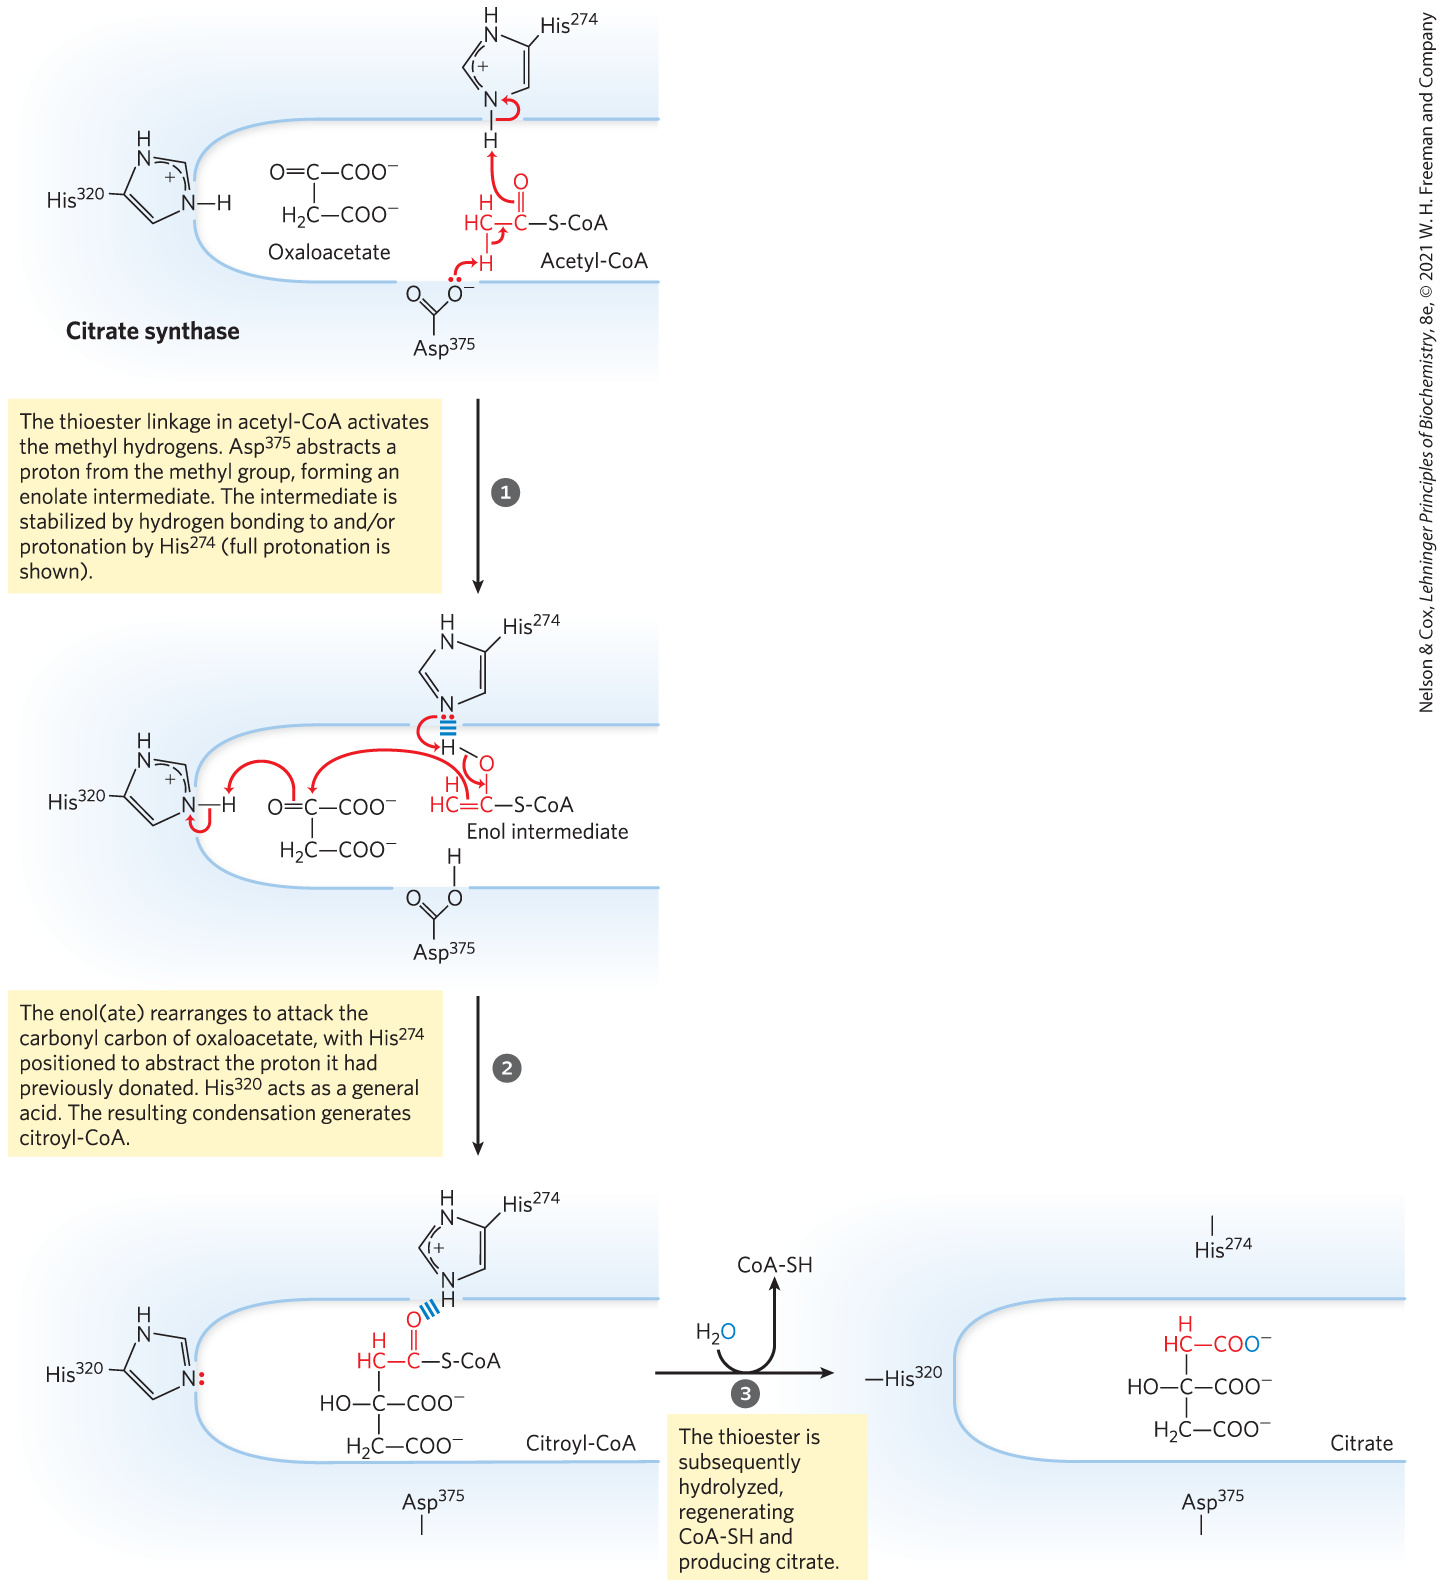 H
N
His274
(+
N
H
H
N
+
His320
N—H
O=C—COO−
H2C—COO−
Oxaloacetate
O
H
HC—C—S-CoA
H
Acetyl-CoA
O
O−
Asp375
Citrate synthase
The thioester linkage in acetyl-CoA activates
the methyl hydrogens. Asp375 abstracts a
proton from the methyl group, forming an
enolate intermediate. The intermediate is
stabilized by hydrogen bonding to and/or
protonation by His274 (full protonation is
shown).
1
H
N
His274
N
H
O
H
N
+
His320
N—H
O=C—COO−
H2C—COO−
H
HC=C—S-CoA
Enol intermediate
H
O
O
Asp375
The enol(ate) rearranges to attack the
carbonyl carbon of oxaloacetate, with His274
positioned to abstract the proton it had
previously donated. His320 acts as a general
acid. The resulting condensation generates
citroyl-CoA.
2
H
N
His274
(+
N
H
H
N
His320
N:
O
H
HC—C—S-CoA
HO—C—COO−
H2C—COO−
Citroyl-CoA
Asp375
H2O
CoA-SH
3
The thioester is
subsequently
hydrolyzed,
regenerating
CoA-SH and
producing citrate.
His274
—His320
H
HC—COO−
HO—C—COO−
H2C—COO−
Citrate
Asp375
Nelson & Cox, Lehninger Principles of Biochemistry, 8e, © 2021 W. H. Freeman and Company